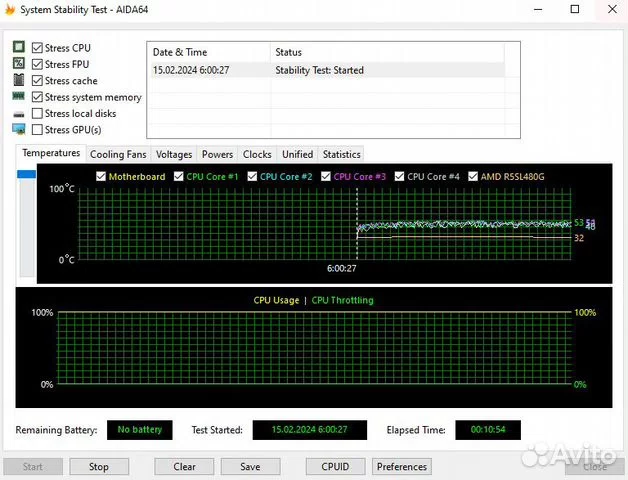 System Stability Test - AIDA64
Stress CPU
Stress FPU
Stress cache
Stress system memory
Stress local disks
Stress GPU(s)
Date & Time Status
15.02.2024 6:00:27 Stability Test: Started
Temperatures Cooling Fans Voltages Powers Clocks Unified Statistics
Motherboard CPU Core #1 CPU Core #2 CPU Core #3 CPU Core #4 AMD R5SL480G
100°C
53
32
0°C
6:00:27
CPU Usage | CPU Throttling
100% 100%
0% 0%
Remaining Battery: No battery Test Started: 15.02.2024 6:00:27 Elapsed Time: 00:10:54
Start Stop Clear Save CPUID Preferences Close
Avito